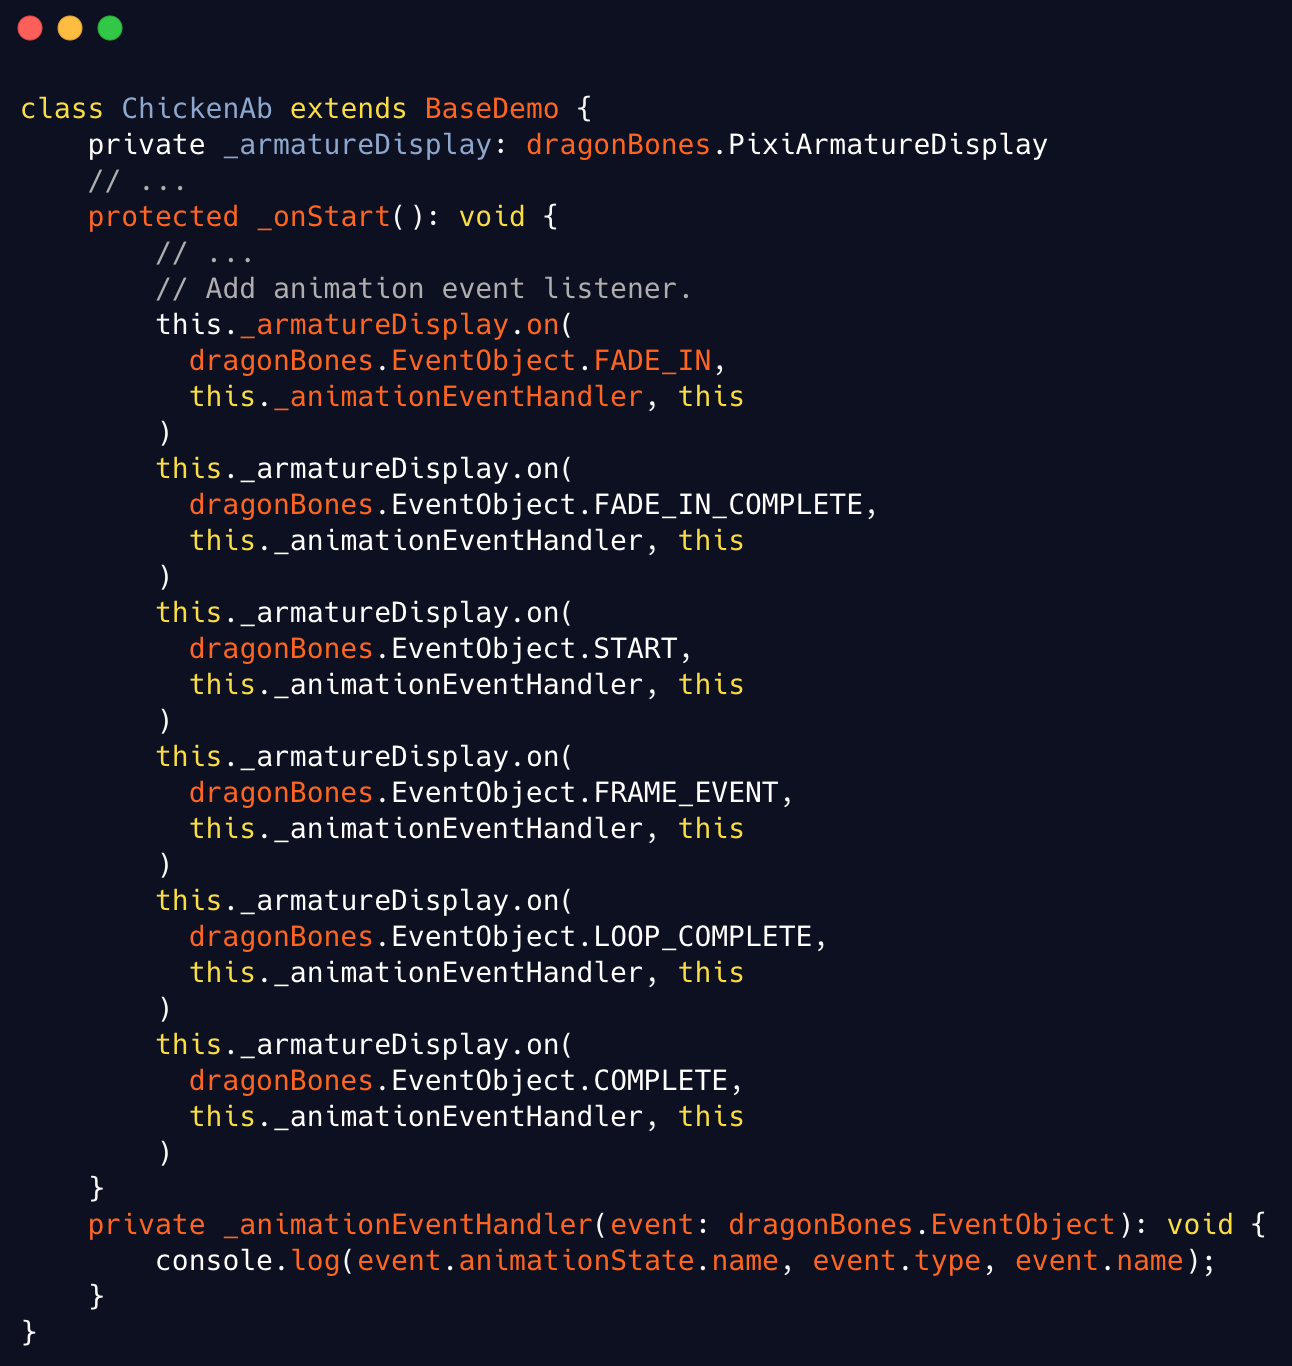 class ChickenAb extends BaseDemo {
    private _armatureDisplay: dragonBones.PixiArmatureDisplay
    // ...
    protected _onStart(): void {
        // ...
        // Add animation event listener.
        this._armatureDisplay.on(
          dragonBones.EventObject.FADE_IN,
          this._animationEventHandler, this
        )
        this._armatureDisplay.on(
          dragonBones.EventObject.FADE_IN_COMPLETE,
          this._animationEventHandler, this
        )
        this._armatureDisplay.on(
          dragonBones.EventObject.START,
          this._animationEventHandler, this
        )
        this._armatureDisplay.on(
          dragonBones.EventObject.FRAME_EVENT,
          this._animationEventHandler, this
        )
        this._armatureDisplay.on(
          dragonBones.EventObject.LOOP_COMPLETE,
          this._animationEventHandler, this
        )
        this._armatureDisplay.on(
          dragonBones.EventObject.COMPLETE,
          this._animationEventHandler, this
        )
    }
    private _animationEventHandler(event: dragonBones.EventObject): void {
        console.log(event.animationState.name, event.type, event.name);
    }
}